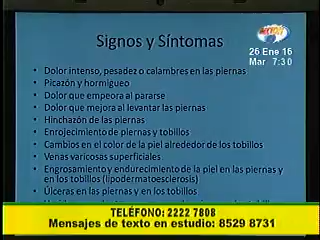 Signos y Síntomas
26 Ene 16
Mar 7:30
• Dolor intenso, pesadez o calambres en las piernas
• Picazón y hormigueo
• Dolor que empeora al pararse
• Dolor que mejora al levantar las piernas
• Hinchazón de las piernas
• Enrojecimiento de piernas y tobillos
• Cambios en el color de la piel alrededor de los tobillos
• Venas varicosas superficiales
• Engrosamiento y endurecimiento de la piel en las piernas y
en los tobillos (lipodermatoesclerosis)
• Úlceras en las piernas y en los tobillos
TELÉFONO: 2222 7808
Mensajes de texto en estudio: 8529 8731